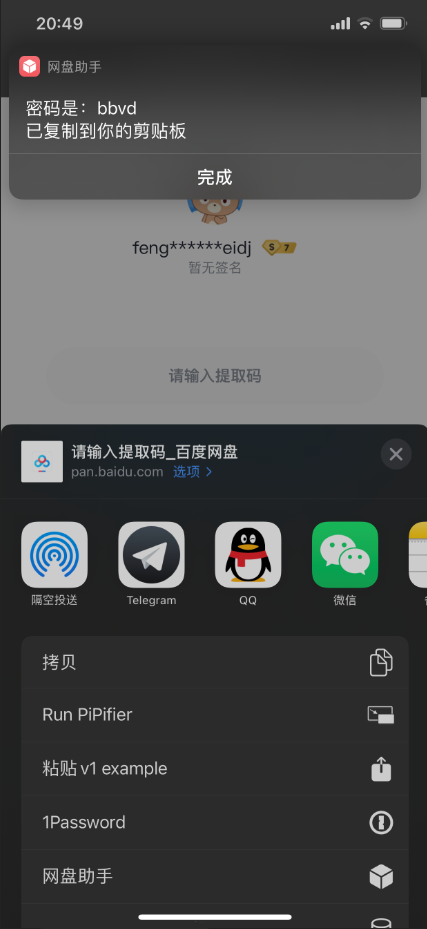 20:49
网盘助手
密码是：bbvd
已复制到你的剪贴板
完成
feng******eidj
$ 7
暂无签名
请输入提取码
请输入提取码_百度网盘
pan.baidu.com 选项 >
隔空投送
Telegram
QQ
微信
拷贝
Run PiPifier
粘贴 v1 example
1Password
网盘助手